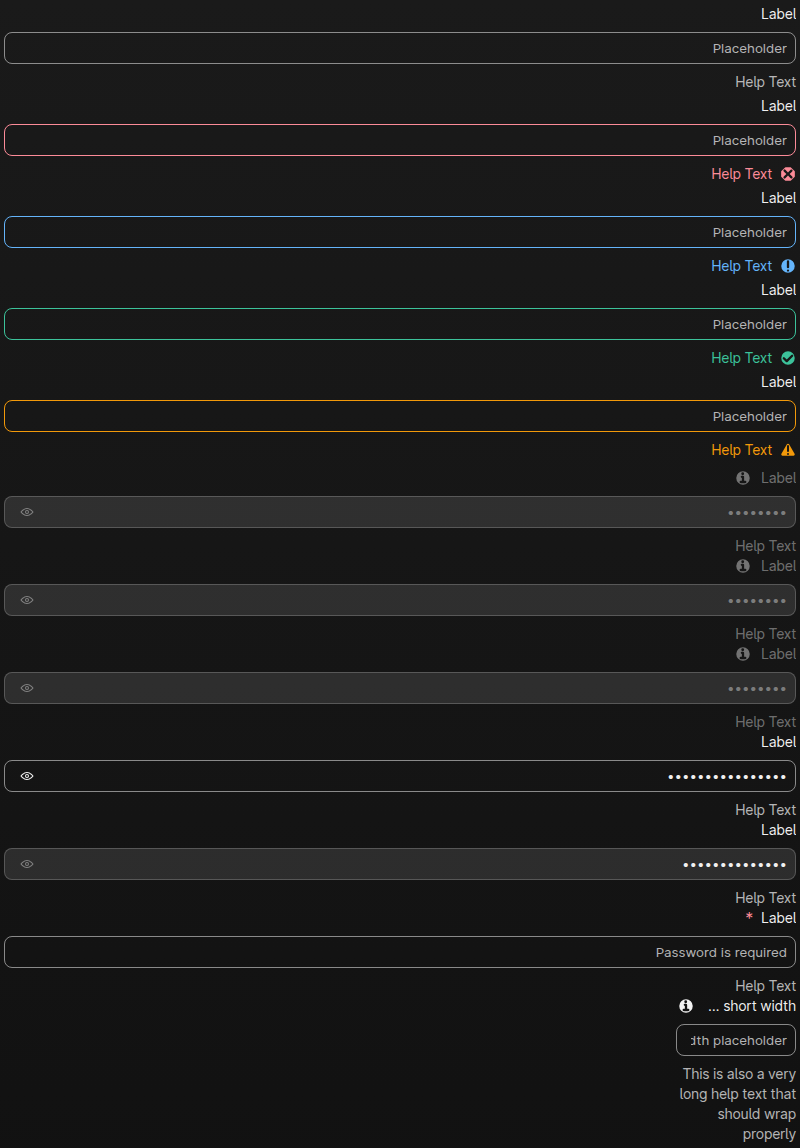 Label
Placeholder
Help Text
Label
Placeholder
Help Text
Label
Placeholder
Help Text
Label
Placeholder
Help Text
Label
Placeholder
Help Text
Label
••••••••
Help Text
Label
••••••••
Help Text
Label
••••••••
Help Text
Label
••••••••••••••••
Help Text
Label
••••••••••••••
Help Text
* Label
Password is required
Help Text
... short width
placeholder
This is also a very
long help text that
should wrap
properly